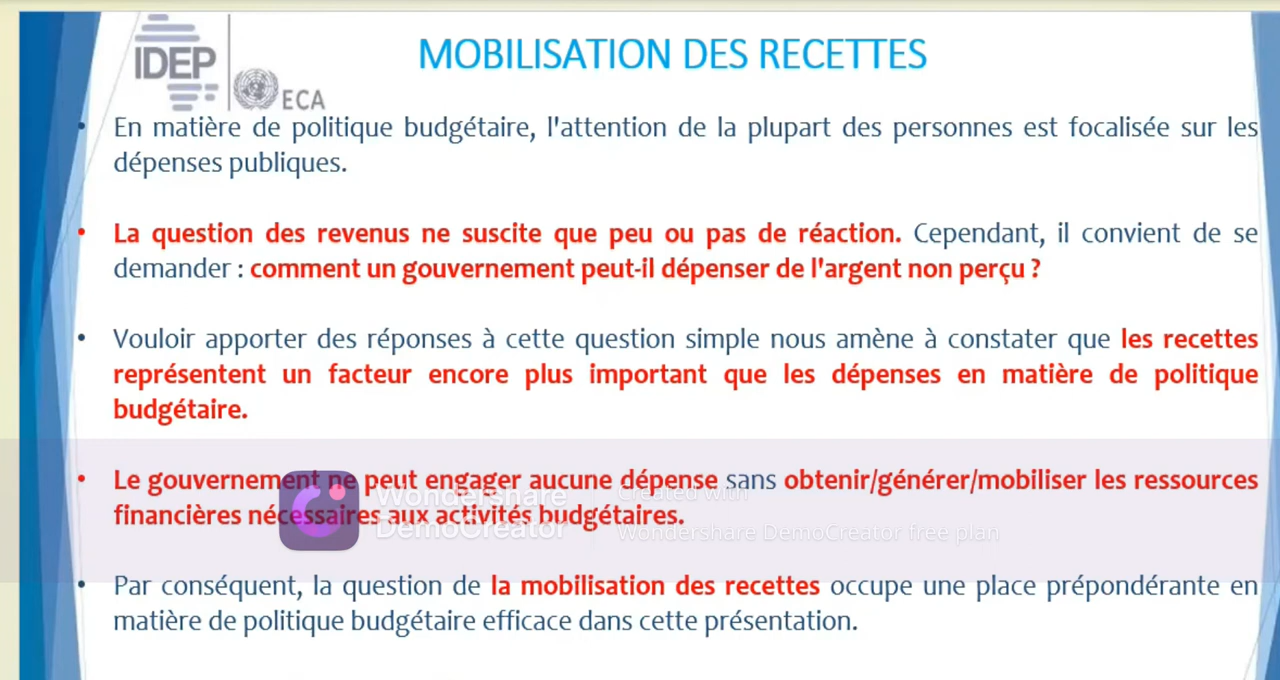 IDEP
ECA
MOBILISATION DES RECETTES
• En matière de politique budgétaire, l'attention de la plupart des personnes est focalisée sur les
dépenses publiques.
• La question des revenus ne suscite que peu ou pas de réaction. Cependant, il convient de se
demander : comment un gouvernement peut-il dépenser de l'argent non perçu ?
• Vouloir apporter des réponses à cette question simple nous amène à constater que les recettes
représentent un facteur encore plus important que les dépenses en matière de politique
budgétaire.
• Le gouvernement ne peut engager aucune dépense sans obtenir/générer/mobiliser les ressources
financières nécessaires aux activités budgétaires.
Wondershare
DemoCreator
Created with
Wondershare DemoCreator free plan
• Par conséquent, la question de la mobilisation des recettes occupe une place prépondérante en
matière de politique budgétaire efficace dans cette présentation.